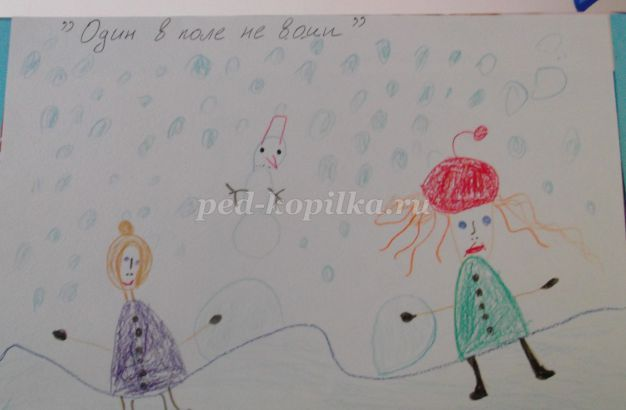 "Один в поле не воин"
ped-kopilka.ru